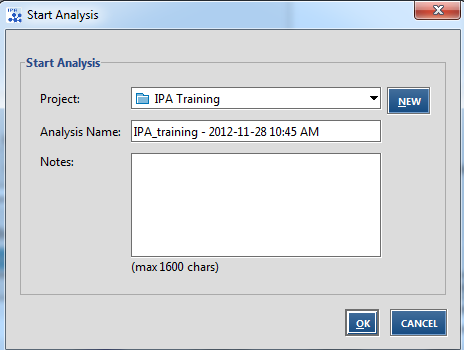 IPA
Start Analysis
Start Analysis
Project:
IPA Training
NEW
Analysis Name:
IPA_training - 2012-11-28 10:45 AM
Notes:
(max 1600 chars)
OK
CANCEL